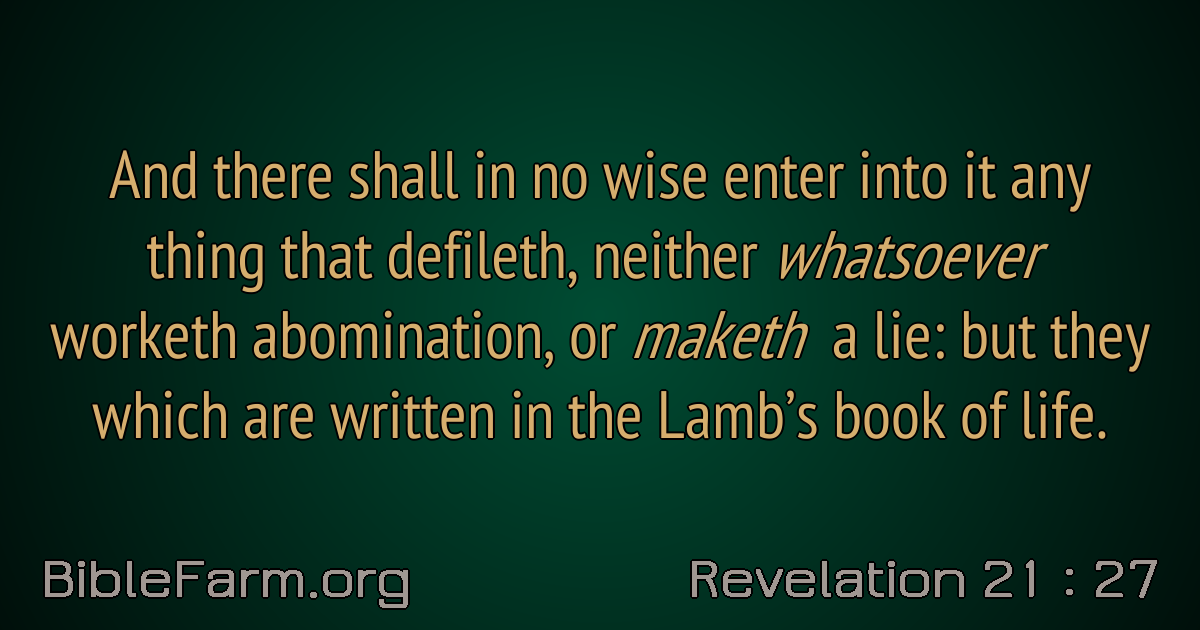 And there shall in no wise enter into it any
thing that defileth, neither whatsoever
worketh abomination, or maketh a lie: but they
which are written in the Lamb’s book of life.
BibleFarm.org
Revelation 21 : 27